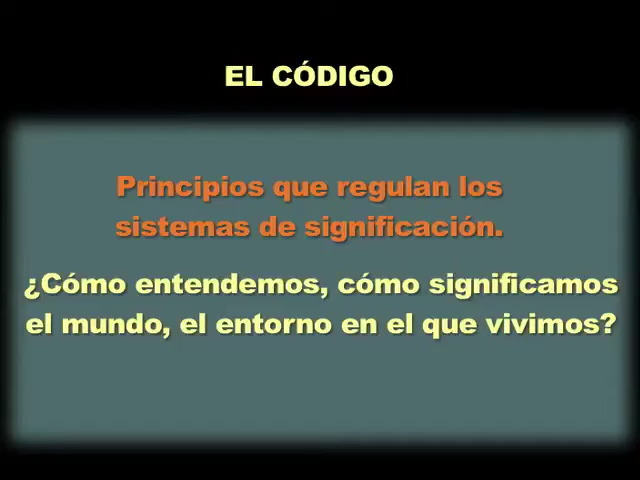 EL CÓDIGO
Principios que regulan los
sistemas de significación.
¿Cómo entendemos, cómo significamos
el mundo, el entorno en el que vivimos?